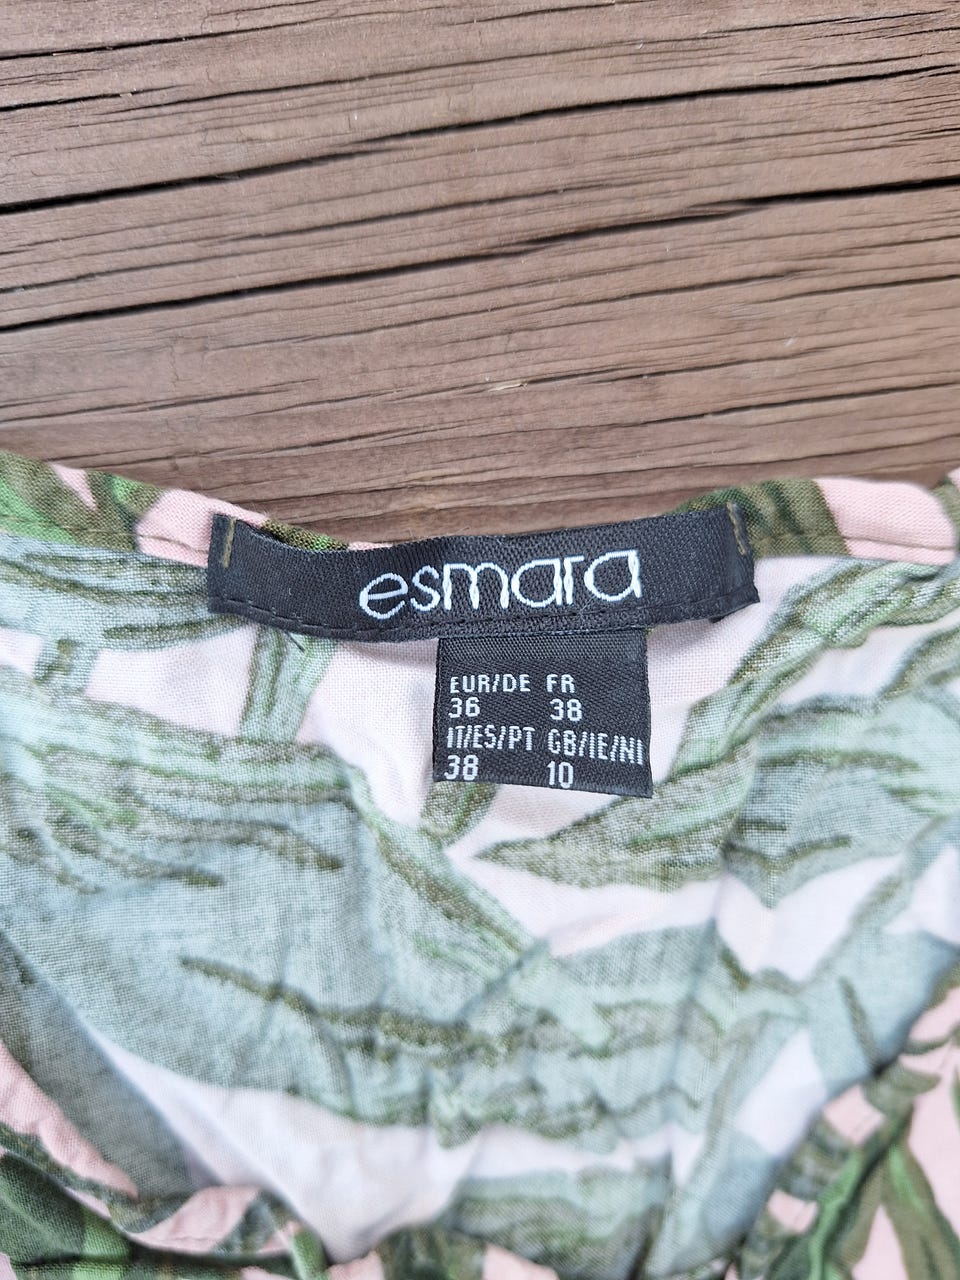 esmara
EUR/DE FR
36 38
IT/ES/PT GB/IE/NI
38 10